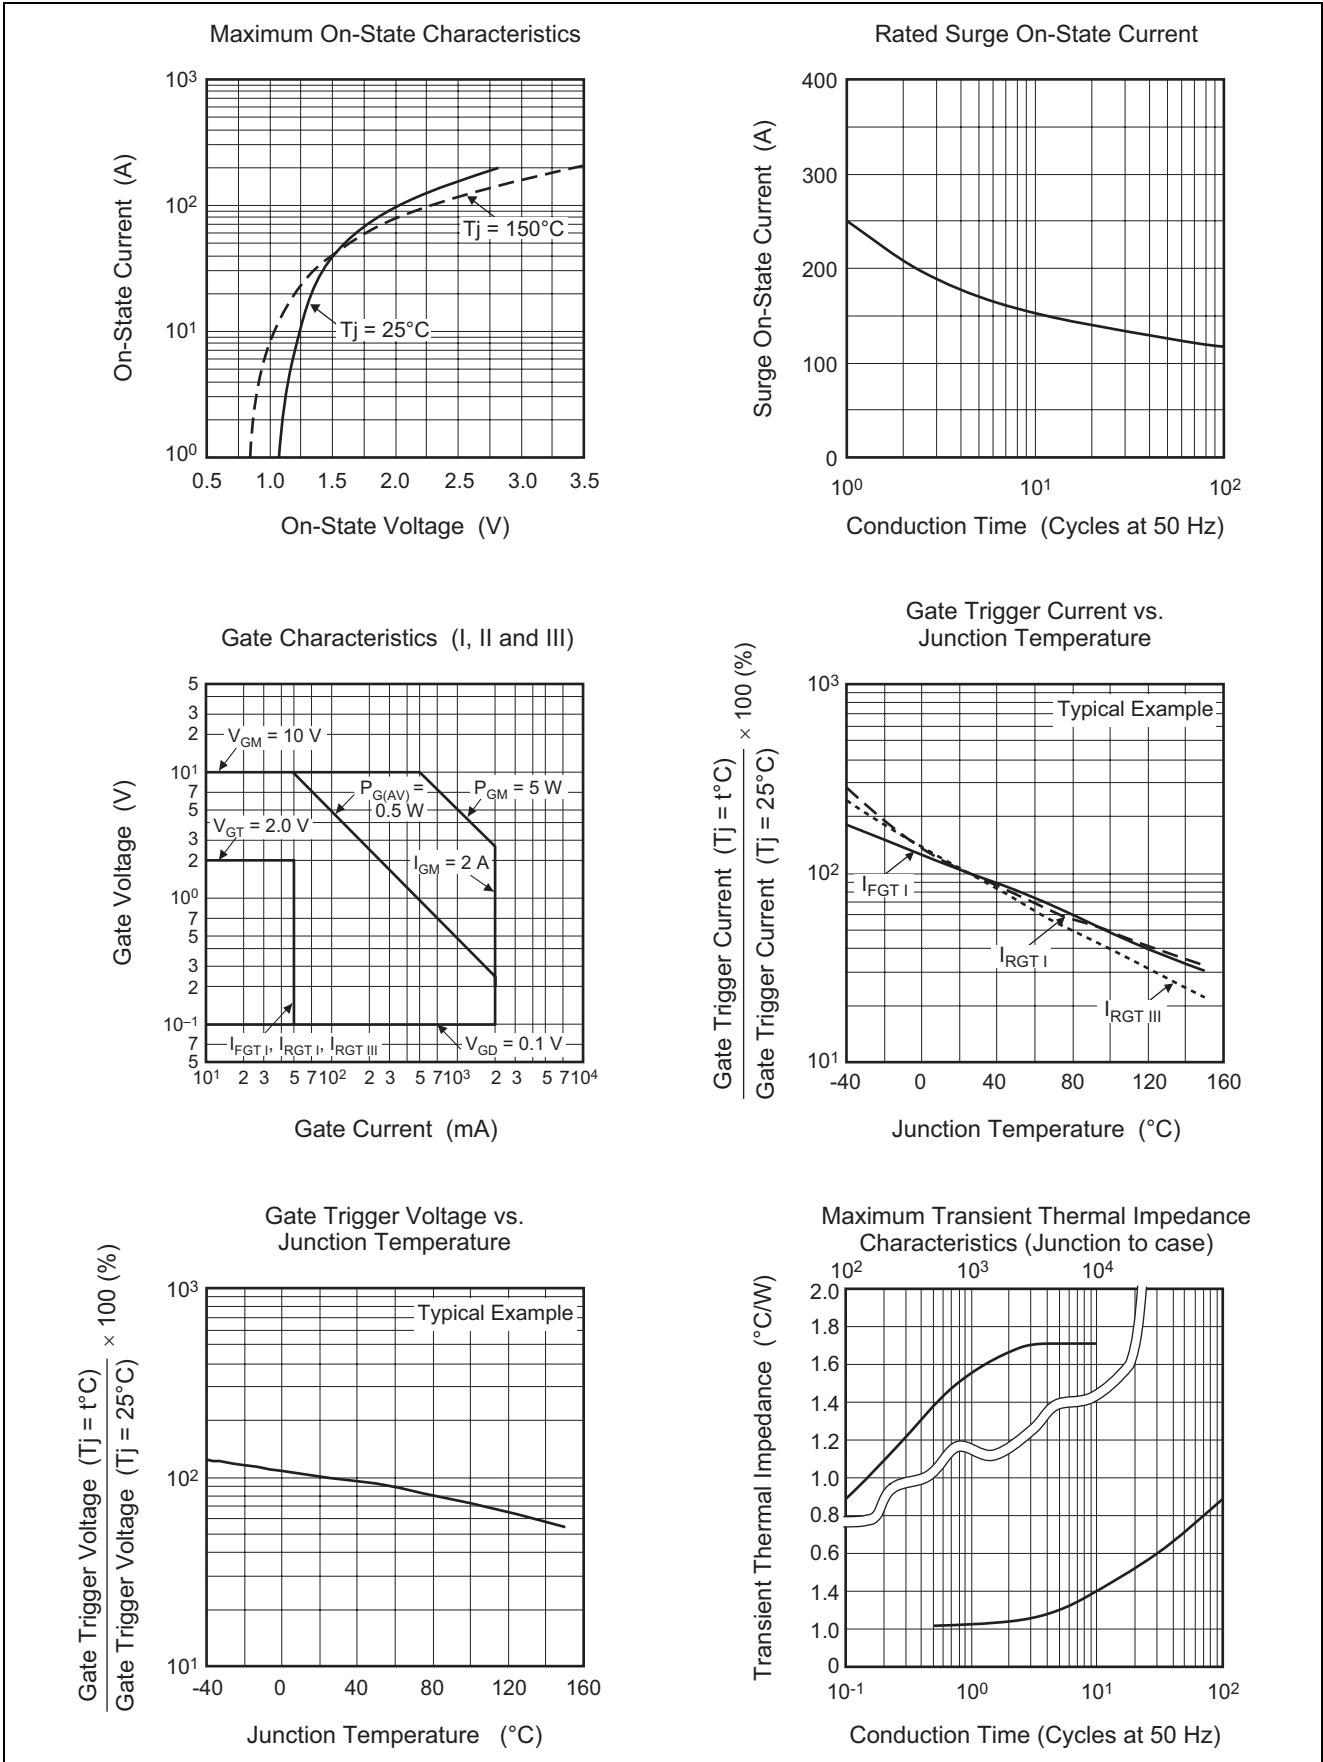 Maximum On-State Characteristics
On-State Current (A)
10³
10²
10¹
10⁰
Tj = 150°C
Tj = 25°C
0.5 1.0 1.5 2.0 2.5 3.0 3.5
On-State Voltage (V)
Rated Surge On-State Current
Surge On-State Current (A)
400
300
200
100
0
10⁰ 10¹ 10²
Conduction Time (Cycles at 50 Hz)
Gate Characteristics (I, II and III)
Gate Voltage (V)
5
3
2
10¹
7
5
3
2
10⁰
7
5
3
2
10⁻¹
7
5
V_GM = 10 V
P_G(AV) =
0.5 W
P_GM = 5 W
V_GT = 2.0 V
I_GM = 2 A
I_FGT I, I_RGT I, I_RGT III
V_GD = 0.1 V
10¹ 2 3 5 7 10² 2 3 5 7 10³ 2 3 5 7 10⁴
Gate Current (mA)
Gate Trigger Current vs.
Junction Temperature
Gate Trigger Current (Tj = t°C)
Gate Trigger Current (Tj = 25°C)
× 100 (%)
10³
10²
10¹
Typical Example
I_FGT I
I_RGT I
I_RGT III
-40 0 40 80 120 160
Junction Temperature (°C)
Gate Trigger Voltage vs.
Junction Temperature
Gate Trigger Voltage (Tj = t°C)
Gate Trigger Voltage (Tj = 25°C)
× 100 (%)
10³
10²
10¹
Typical Example
-40 0 40 80 120 160
Junction Temperature (°C)
Maximum Transient Thermal Impedance
Characteristics (Junction to case)
10² 10³ 10⁴
Transient Thermal Impedance (°C/W)
2.0
1.8
1.6
1.4
1.2
1.0
0.8
0.6
1.4
1.0
0
10⁻¹ 10⁰ 10¹ 10²
Conduction Time (Cycles at 50 Hz)